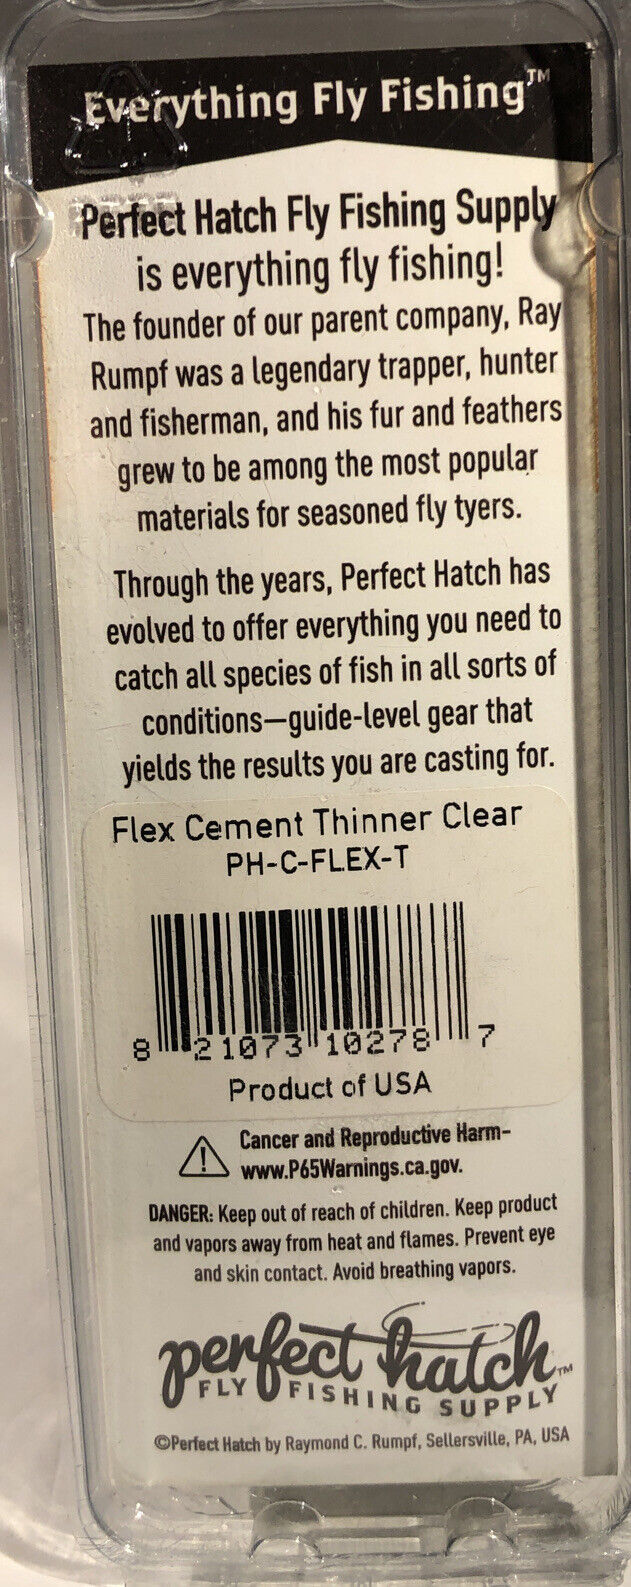 Everything Fly Fishing™
Perfect Hatch Fly Fishing Supply
is everything fly fishing!
The founder of our parent company, Ray
Rumpf was a legendary trapper, hunter
and fisherman, and his fur and feathers
grew to be among the most popular
materials for seasoned fly tyers.
Through the years, Perfect Hatch has
evolved to offer everything you need to
catch all species of fish in all sorts of
conditions—guide-level gear that
yields the results you are casting for.
Flex Cement Thinner Clear
PH-C-FLEX-T
8 21073 10278 7
Product of USA
Cancer and Reproductive Harm-
www.P65Warnings.ca.gov.
DANGER: Keep out of reach of children. Keep product
and vapors away from heat and flames. Prevent eye
and skin contact. Avoid breathing vapors.
perfect hatch™
FLY FISHING SUPPLY
©Perfect Hatch by Raymond C. Rumpf, Sellersville, PA, USA